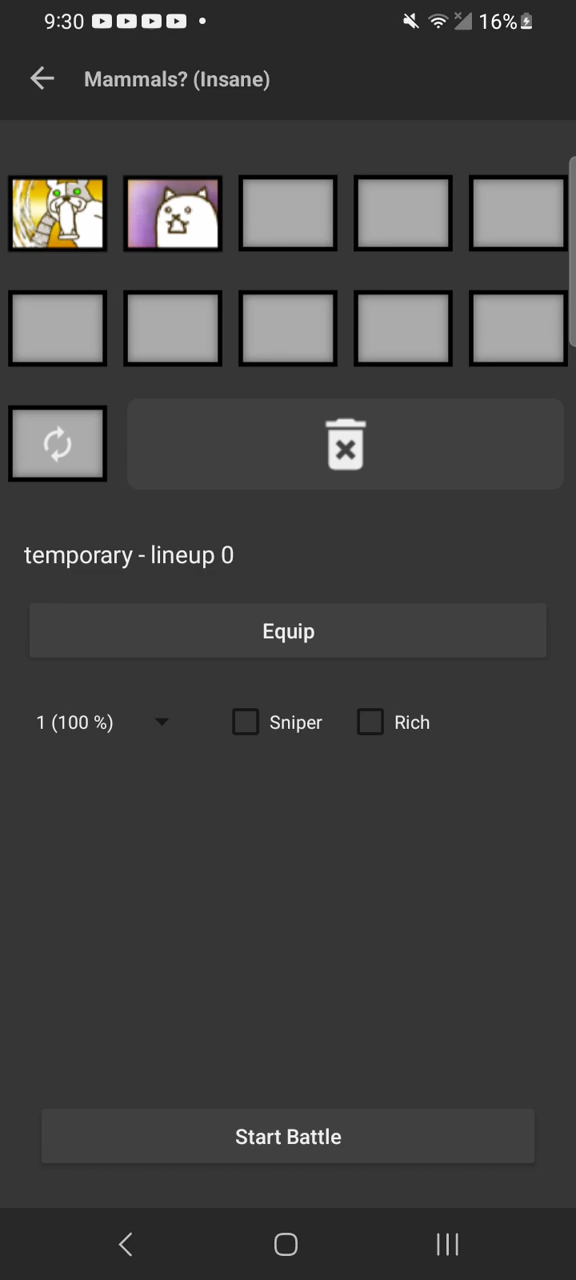 9:30 16%
Mammals? (Insane)
temporary - lineup 0
Equip
1 (100 %) Sniper Rich
Start Battle